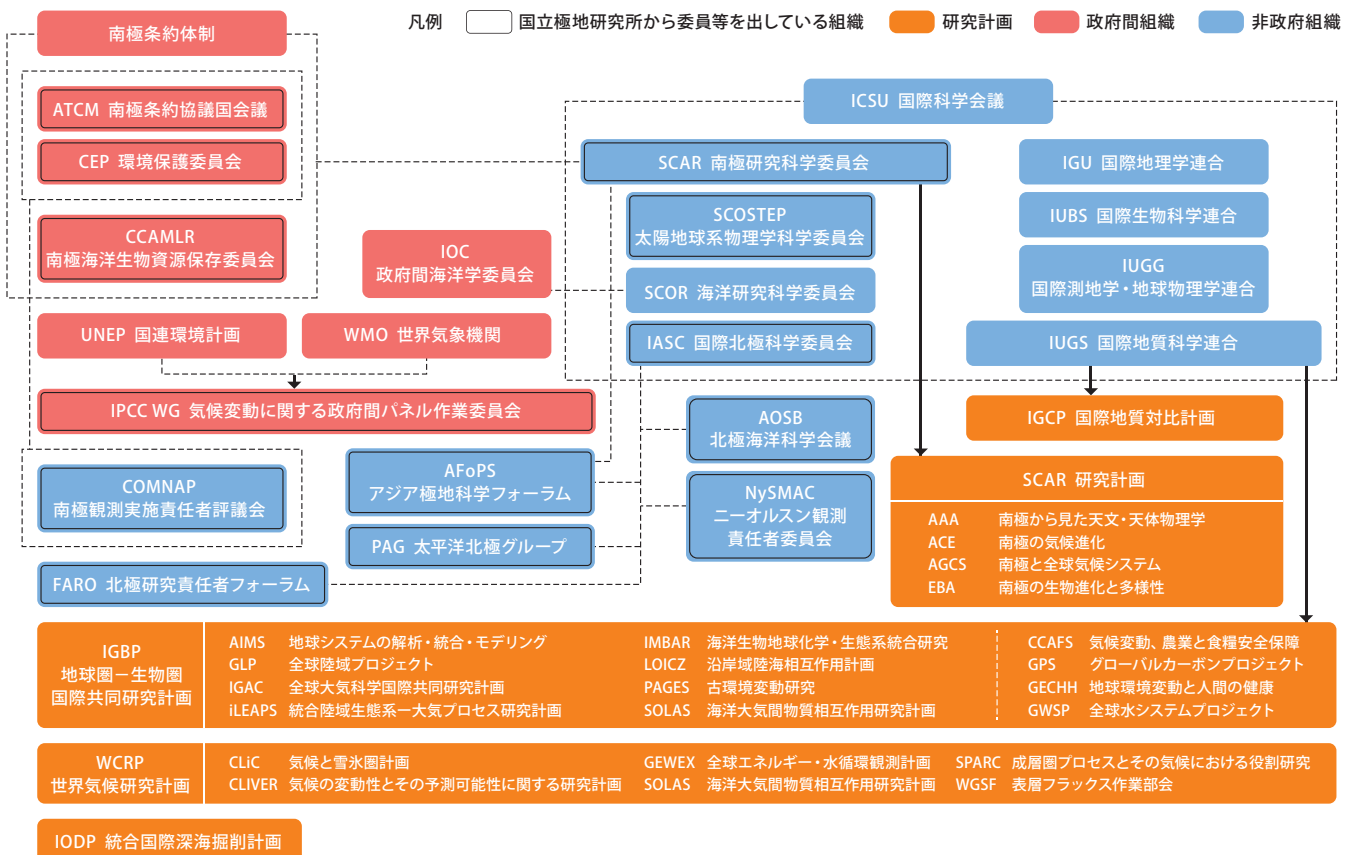 凡例 国立極地研究所から委員等を出している組織 研究計画 政府間組織 非政府組織
南極条約体制
ATCM 南極条約協議国会議
CEP 環境保護委員会
CCAMLR
南極海洋生物資源保存委員会
IOC
政府間海洋学委員会
UNEP 国連環境計画
WMO 世界気象機関
IPCC WG 気候変動に関する政府間パネル作業委員会
ICSU 国際科学会議
SCAR 南極研究科学委員会
SCOSTEP
太陽地球系物理学科学委員会
SCOR 海洋研究科学委員会
IASC 国際北極科学委員会
IGU 国際地理学連合
IUBS 国際生物科学連合
IUGG
国際測地学・地球物理学連合
IUGS 国際地質科学連合
COMNAP
南極観測実施責任者評議会
AFoPS
アジア極地科学フォーラム
PAG 太平洋北極グループ
FARO 北極研究責任者フォーラム
AOSB
北極海洋科学会議
NySMAC
ニーオルスン観測
責任者委員会
IGCP 国際地質対比計画
SCAR 研究計画
AAA 南極から見た天文・天体物理学
ACE 南極の気候進化
AGCS 南極と全球気候システム
EBA 南極の生物進化と多様性
IGBP
地球圏－生物圏
国際共同研究計画
AIMS 地球システムの解析・統合・モデリング
GLP 全球陸域プロジェクト
IGAC 全球大気科学国際共同研究計画
iLEAPS 統合陸域生態系ー大気プロセス研究計画
IMBAR 海洋生物地球化学・生態系統合研究
LOICZ 沿岸域陸海相互作用計画
PAGES 古環境変動研究
SOLAS 海洋大気間物質相互作用研究計画
CCAFS 気候変動、農業と食糧安全保障
GPS グローバルカーボンプロジェクト
GECHH 地球環境変動と人間の健康
GWSP 全球水システムプロジェクト
WCRP
世界気候研究計画
CLiC 気候と雪氷圏計画
CLIVER 気候の変動性とその予測可能性に関する研究計画
GEWEX 全球エネルギー・水循環観測計画
SOLAS 海洋大気間物質相互作用研究計画
SPARC 成層圏プロセスとその気候における役割研究
WGSF 表層フラックス作業部会
IODP 統合国際深海掘削計画